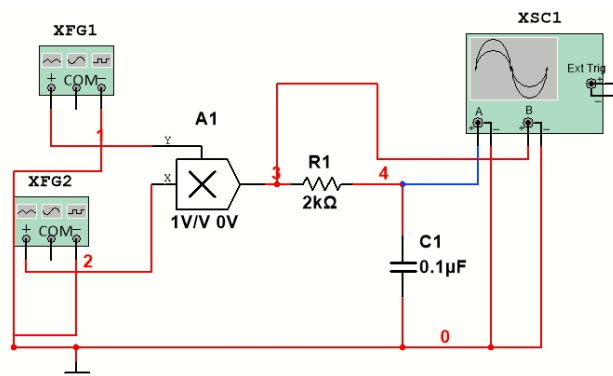 XFG1
+ COM −
1
XFG2
+ COM −
2
A1
Y
X
1V/V 0V
3
R1
2kΩ
4
C1
0.1µF
0
XSC1
Ext Trig
+
−
A
B
+ − + −